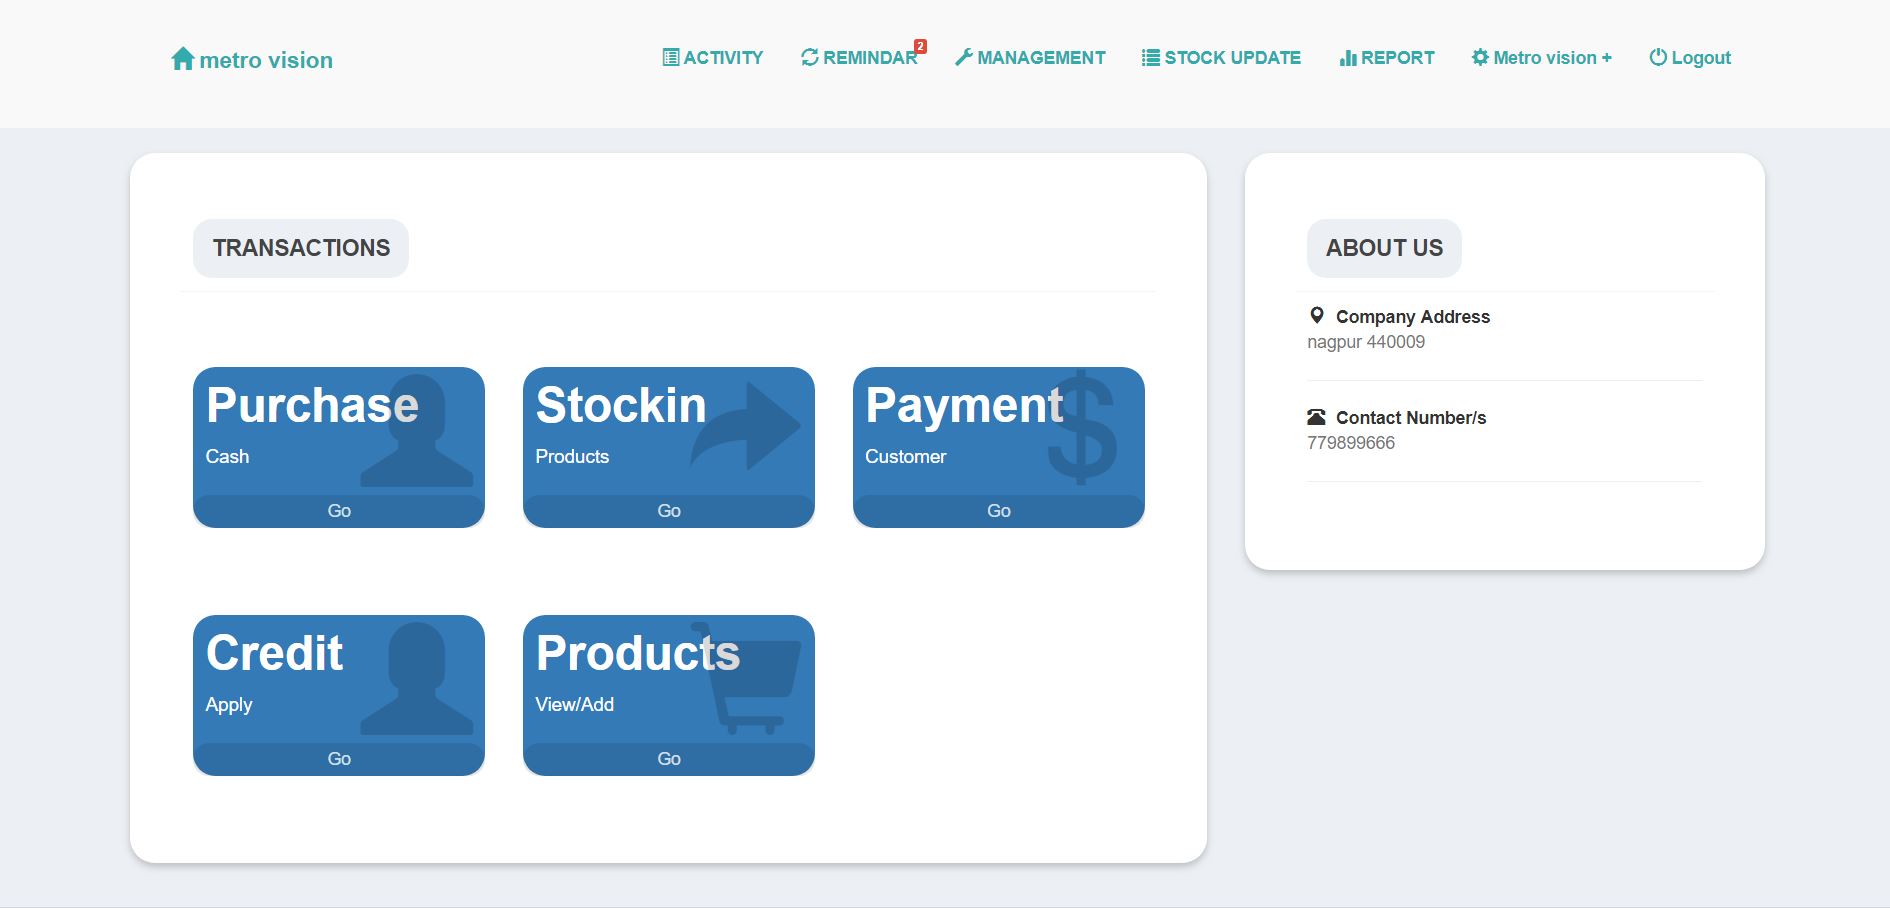 metro vision
ACTIVITY
REMINDAR
2
MANAGEMENT
STOCK UPDATE
REPORT
Metro vision +
Logout
TRANSACTIONS
Purchase
Cash
Go
Stockin
Products
Go
Payment
Customer
Go
Credit
Apply
Go
Products
View/Add
Go
ABOUT US
Company Address
nagpur 440009
Contact Number/s
779899666